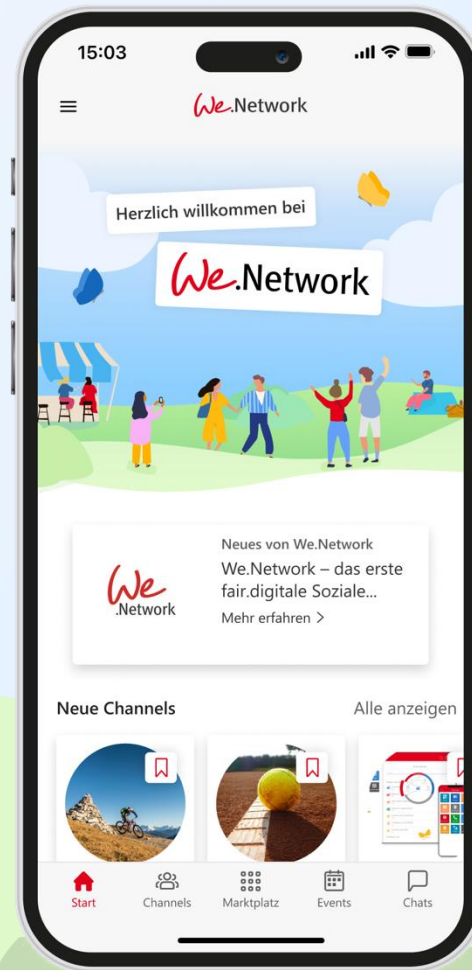 15:03
We.Network
Herzlich willkommen bei
We.Network
We
.Network
Neues von We.Network
We.Network – das erste
fair.digitale Soziale...
Mehr erfahren >
Neue Channels
Alle anzeigen
Start
Channels
Marktplatz
Events
Chats